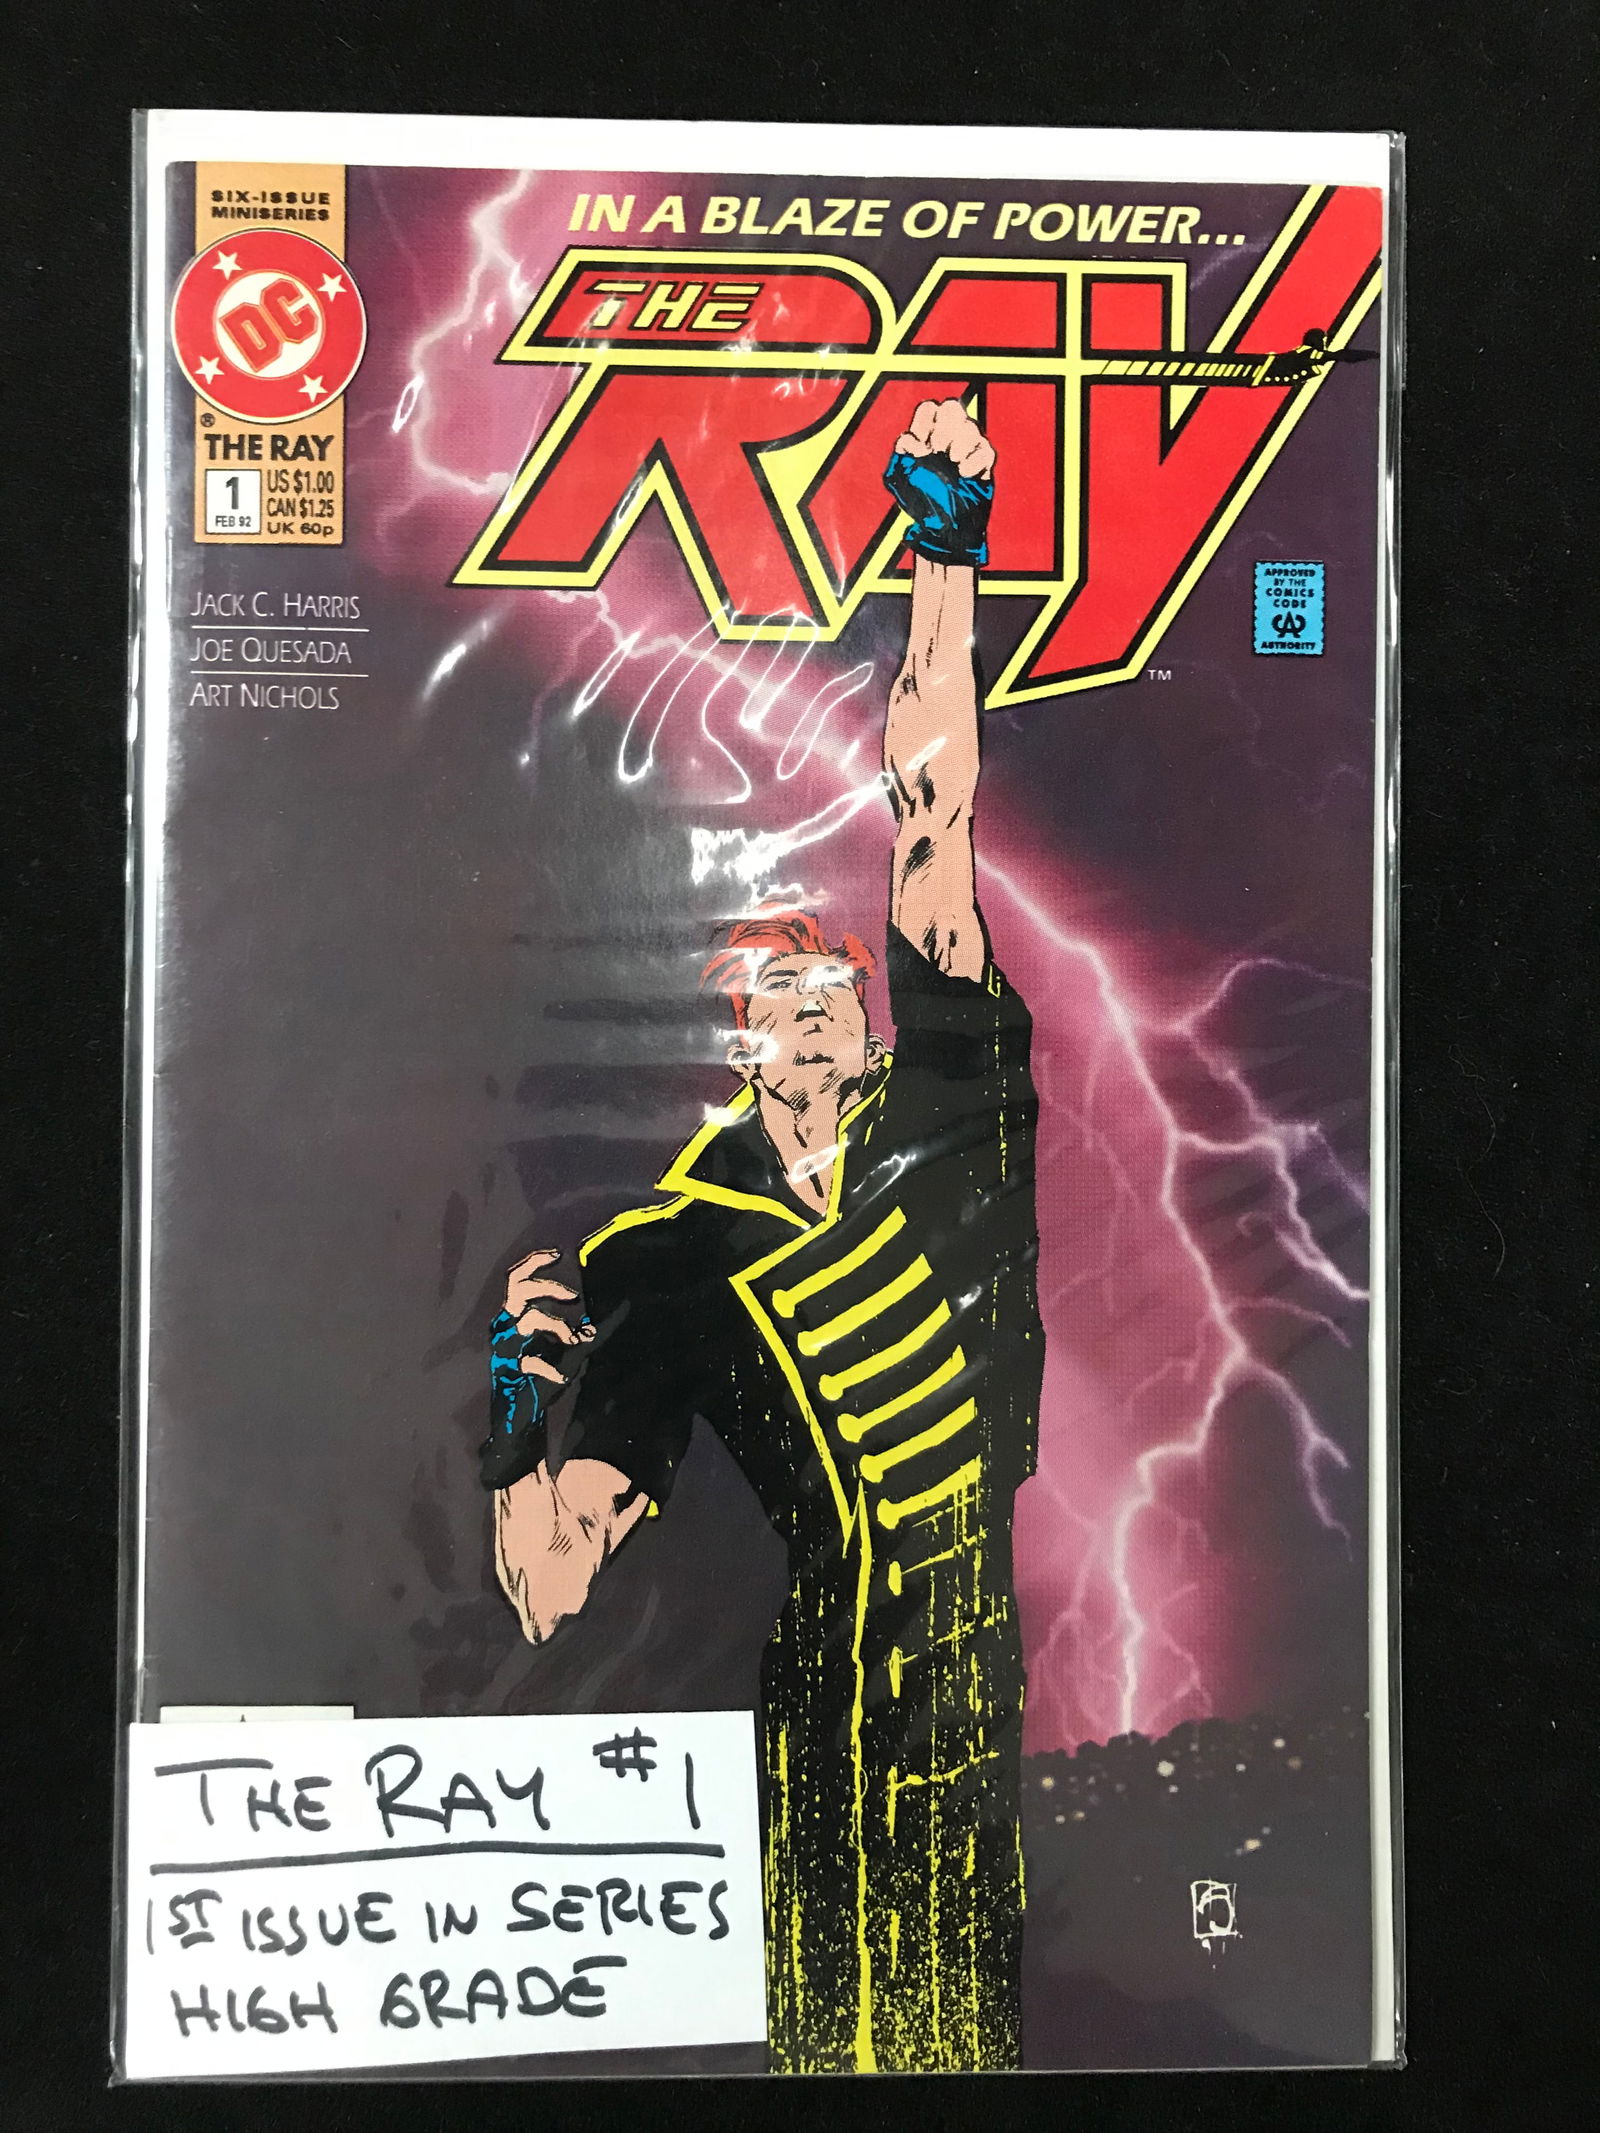 SIX-ISSUE
MINISERIES
DC
®
THE RAY
1
FEB 92
US $1.00
CAN $1.25
UK 60p
JACK C. HARRIS
JOE QUESADA
ART NICHOLS
IN A BLAZE OF POWER...
THE
RAY
TM
APPROVED
BY THE
COMICS
CODE
CA
AUTHORITY
THE RAY #1
1ST ISSUE IN SERIES
HIGH GRADE